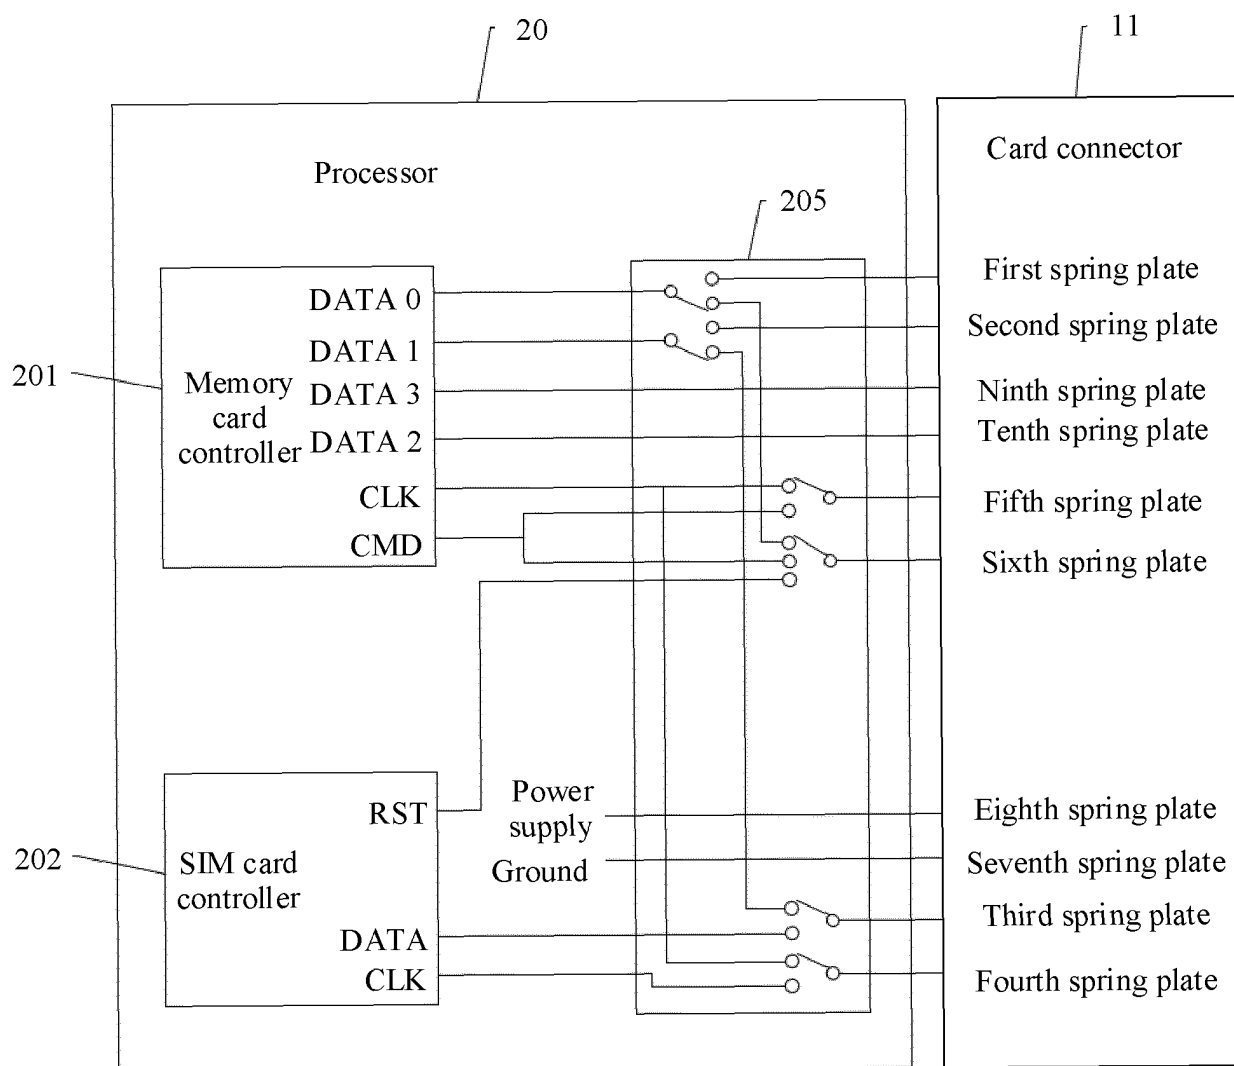 20
11
Processor
Card connector
205
First spring plate
DATA 0
Second spring plate
DATA 1
201
Memory
card
controller
DATA 3
Ninth spring plate
DATA 2
Tenth spring plate
CLK
Fifth spring plate
CMD
Sixth spring plate
RST
Power
supply
Eighth spring plate
202
SIM card
controller
Ground
Seventh spring plate
Third spring plate
DATA
CLK
Fourth spring plate